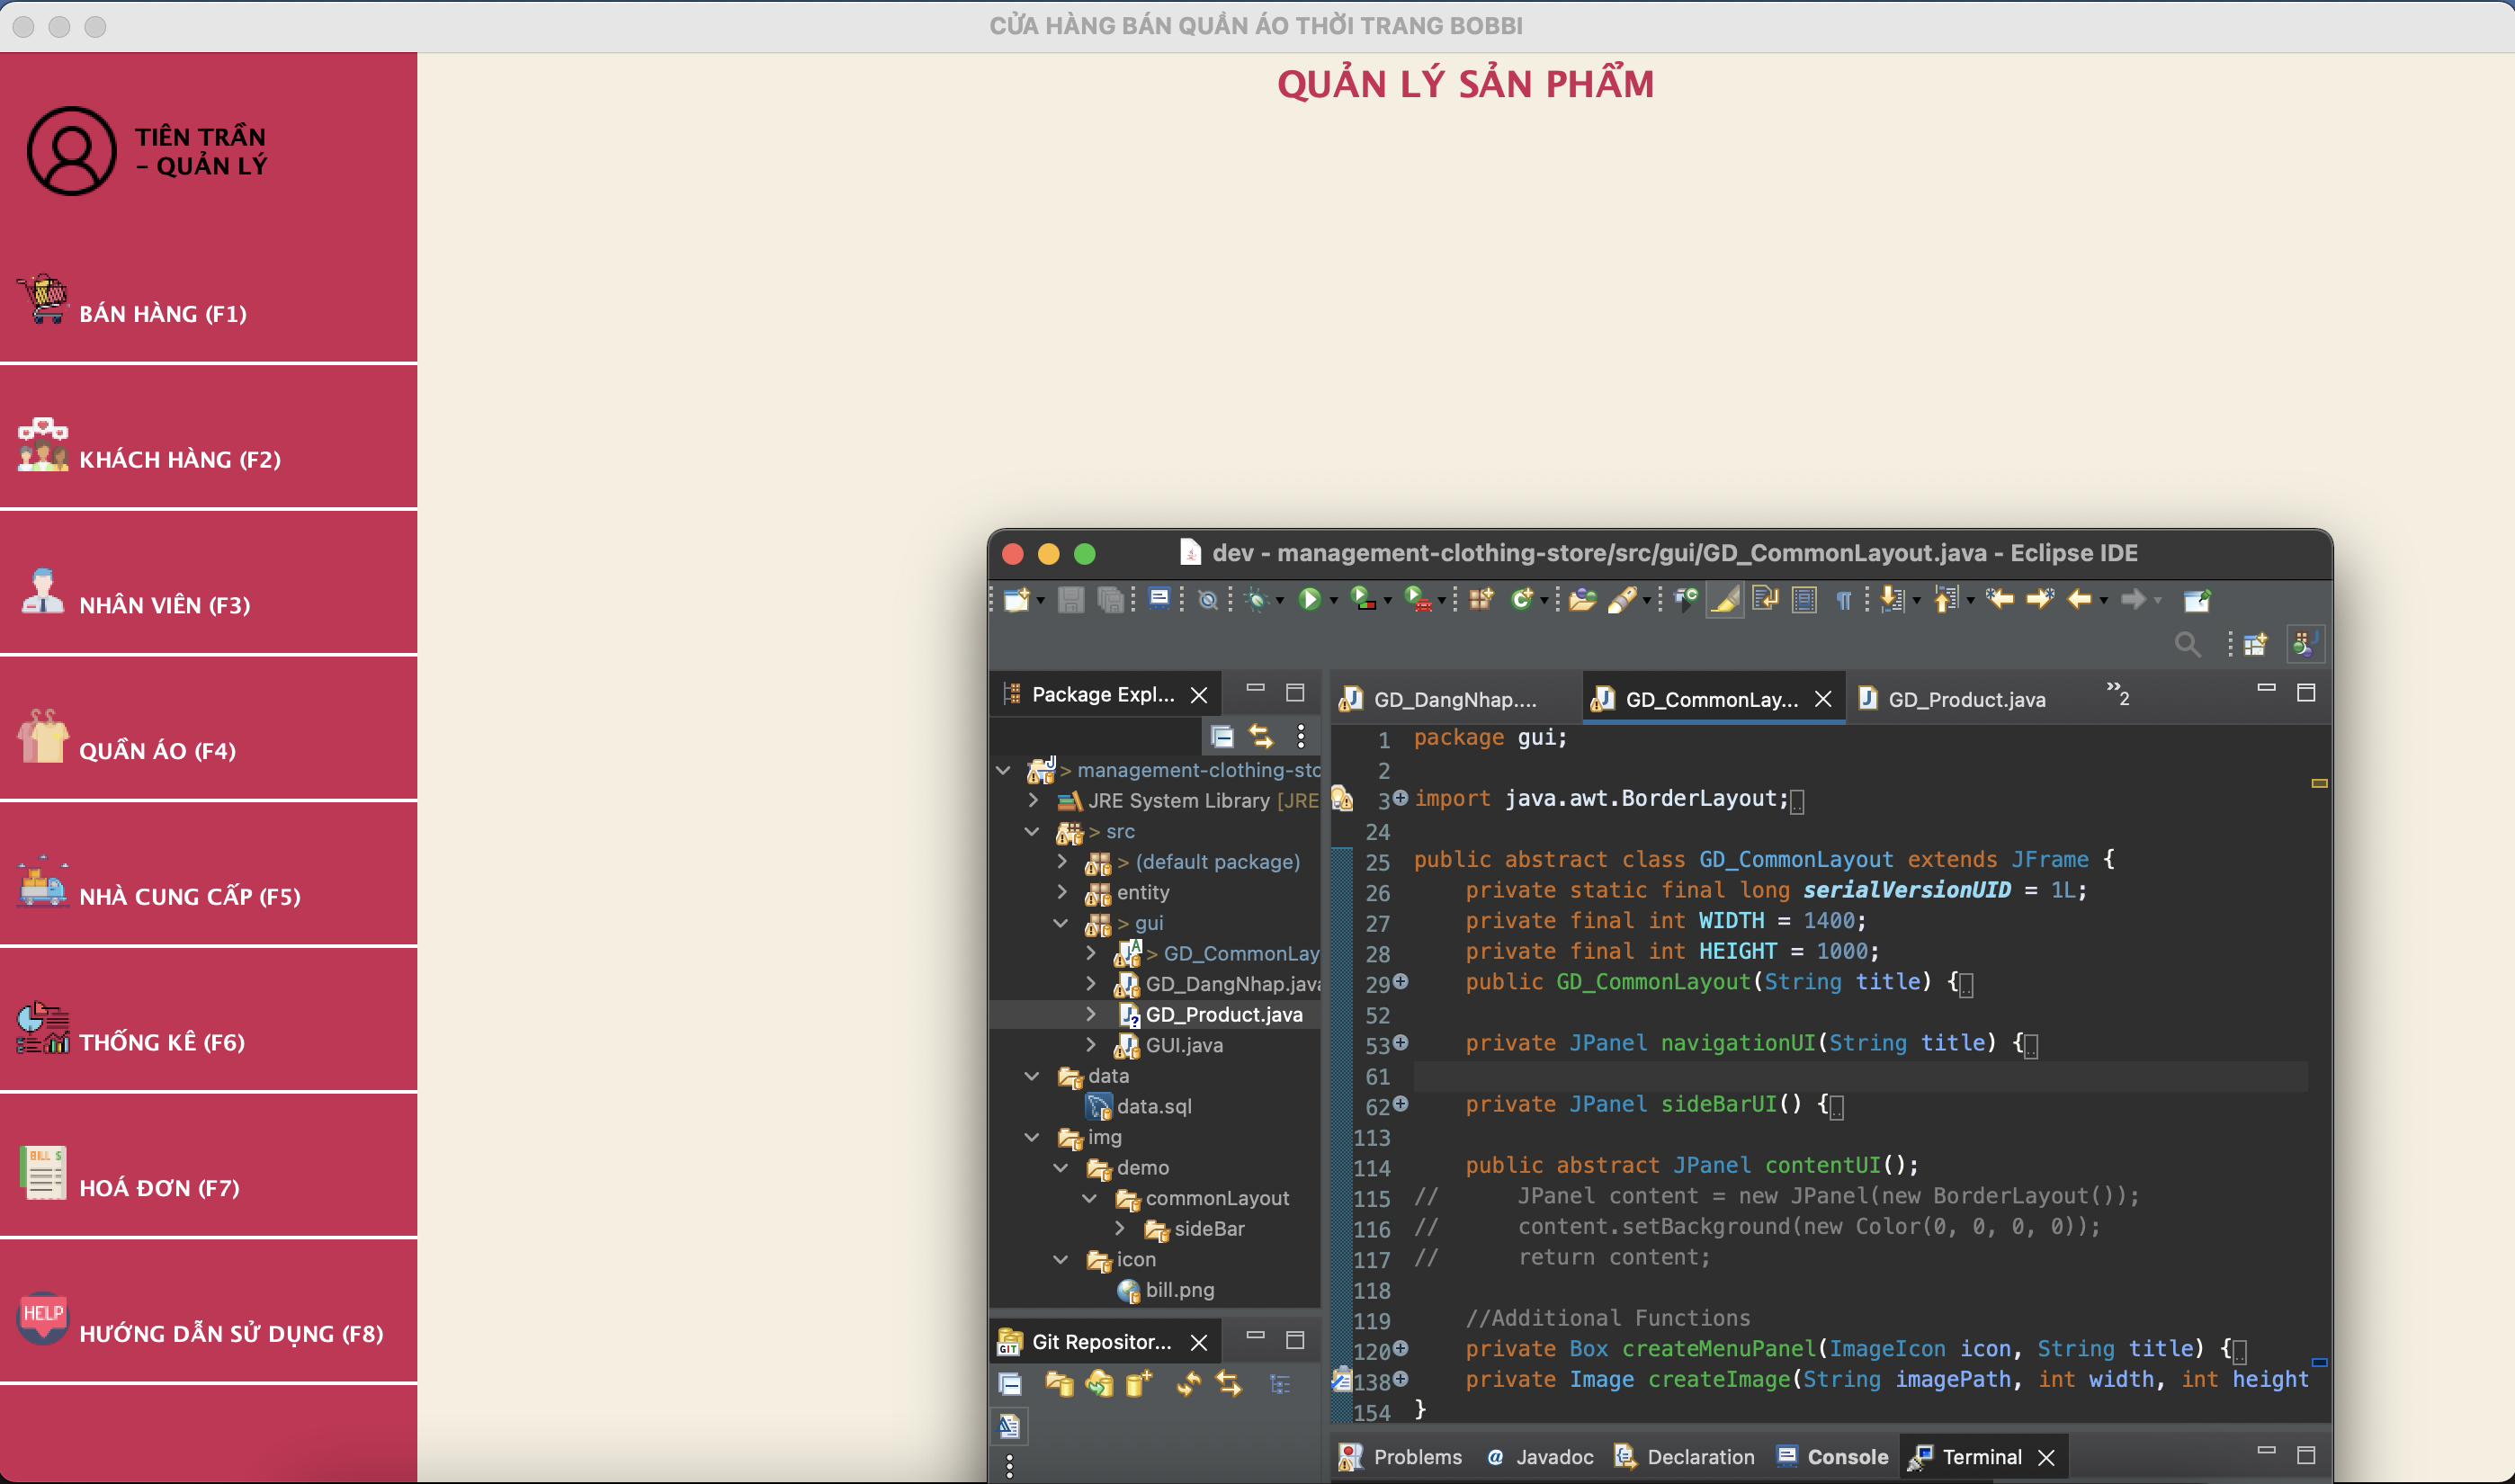 CỬA HÀNG BÁN QUẦN ÁO THỜI TRANG BOBBI
QUẢN LÝ SẢN PHẨM
TIÊN TRẦN
– QUẢN LÝ
BÁN HÀNG (F1)
KHÁCH HÀNG (F2)
NHÂN VIÊN (F3)
QUẦN ÁO (F4)
NHÀ CUNG CẤP (F5)
THỐNG KÊ (F6)
BILL $
HOÁ ĐƠN (F7)
HELP
HƯỚNG DẪN SỬ DỤNG (F8)
dev - management-clothing-store/src/gui/GD_CommonLayout.java - Eclipse IDE
Package Expl...
> management-clothing-sto
JRE System Library [JRE
> src
> (default package)
entity
> gui
> GD_CommonLay
GD_DangNhap.java
GD_Product.java
GUI.java
data
data.sql
img
demo
commonLayout
sideBar
icon
bill.png
GIT Git Repositor...
GD_DangNhap.... GD_CommonLay... GD_Product.java »2
1 package gui;
2
3 import java.awt.BorderLayout;
24
25 public abstract class GD_CommonLayout extends JFrame {
26 private static final long serialVersionUID = 1L;
27 private final int WIDTH = 1400;
28 private final int HEIGHT = 1000;
29 public GD_CommonLayout(String title) {
52
53 private JPanel navigationUI(String title) {
61
62 private JPanel sideBarUI() {
113
114 public abstract JPanel contentUI();
115 // JPanel content = new JPanel(new BorderLayout());
116 // content.setBackground(new Color(0, 0, 0, 0));
117 // return content;
118
119 //Additional Functions
120 private Box createMenuPanel(ImageIcon icon, String title) {
138 private Image createImage(String imagePath, int width, int height
154 }
Problems @ Javadoc Declaration Console Terminal